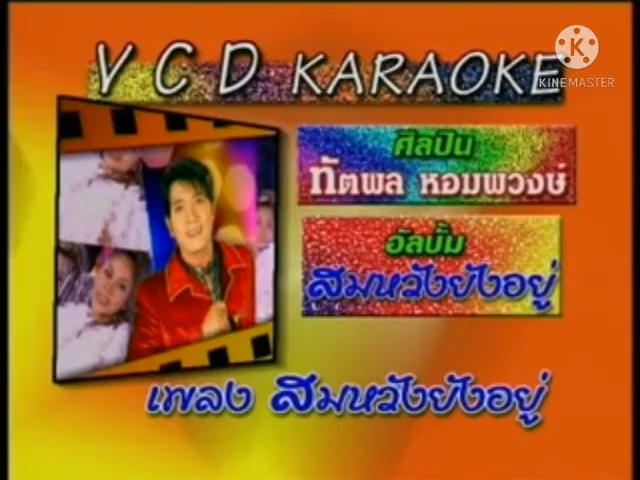 VCD KARAOKE
KINEMASTER
ศิลปิน
ทัตพล หอมพวงษ์
อัลบั้ม
สมหวังยังอยู่
เพลง สมหวังยังอยู่